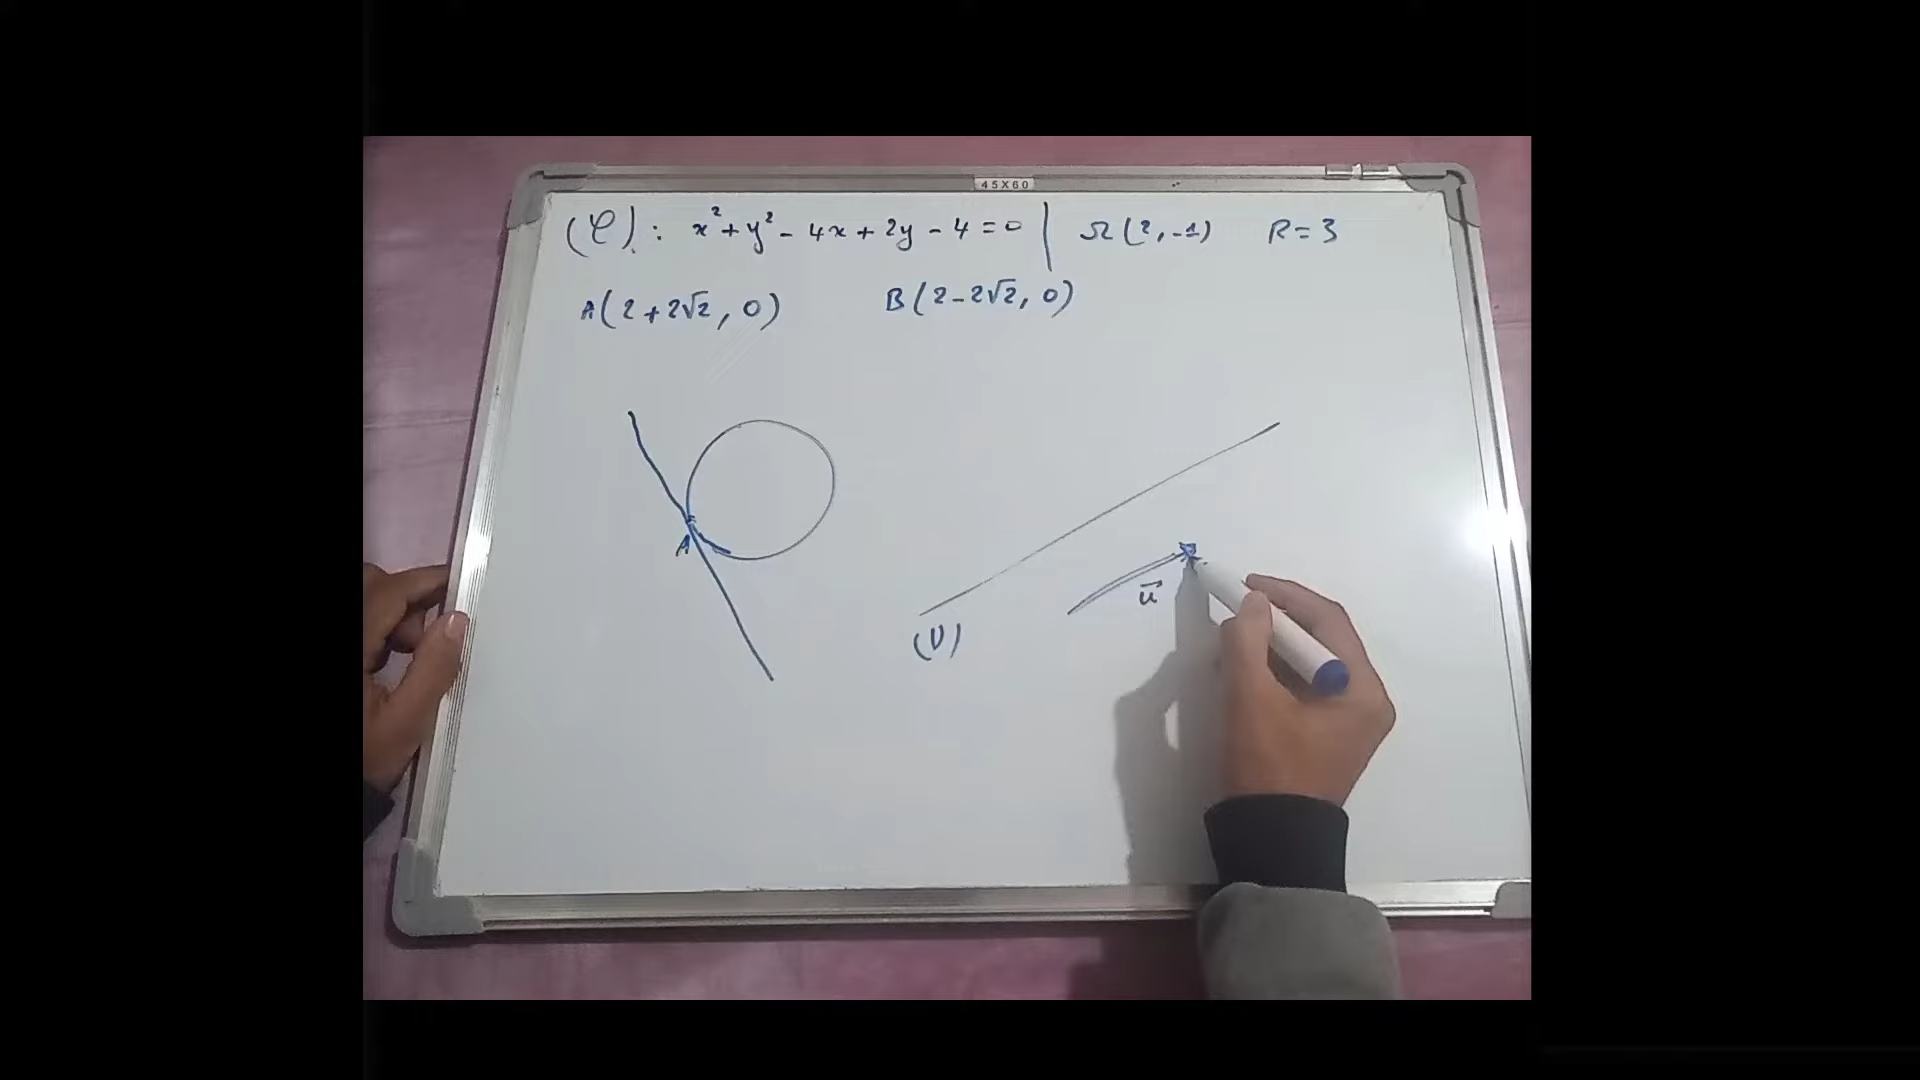 45X60
(C): x²+y²-4x+2y-4=0 | Ω(2,-1) R=3
A(2+2√2, 0) B(2-2√2, 0)
A
u⃗
(D)